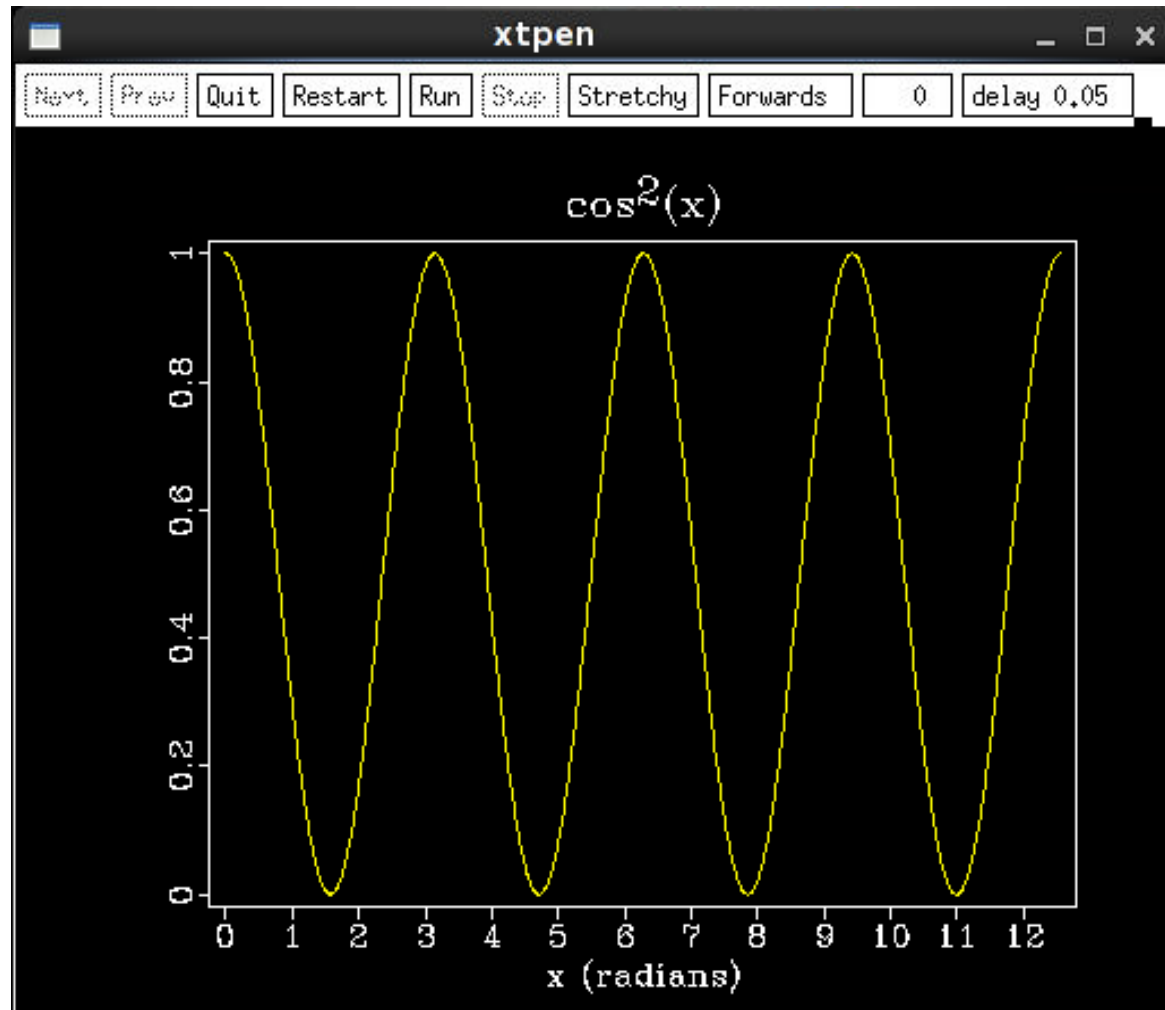 xtpen
Next Prev Quit Restart Run Stop Stretchy Forwards 0 delay 0.05
cos²(x)
1
0.8
0.6
0.4
0.2
0
0 1 2 3 4 5 6 7 8 9 10 11 12
x (radians)